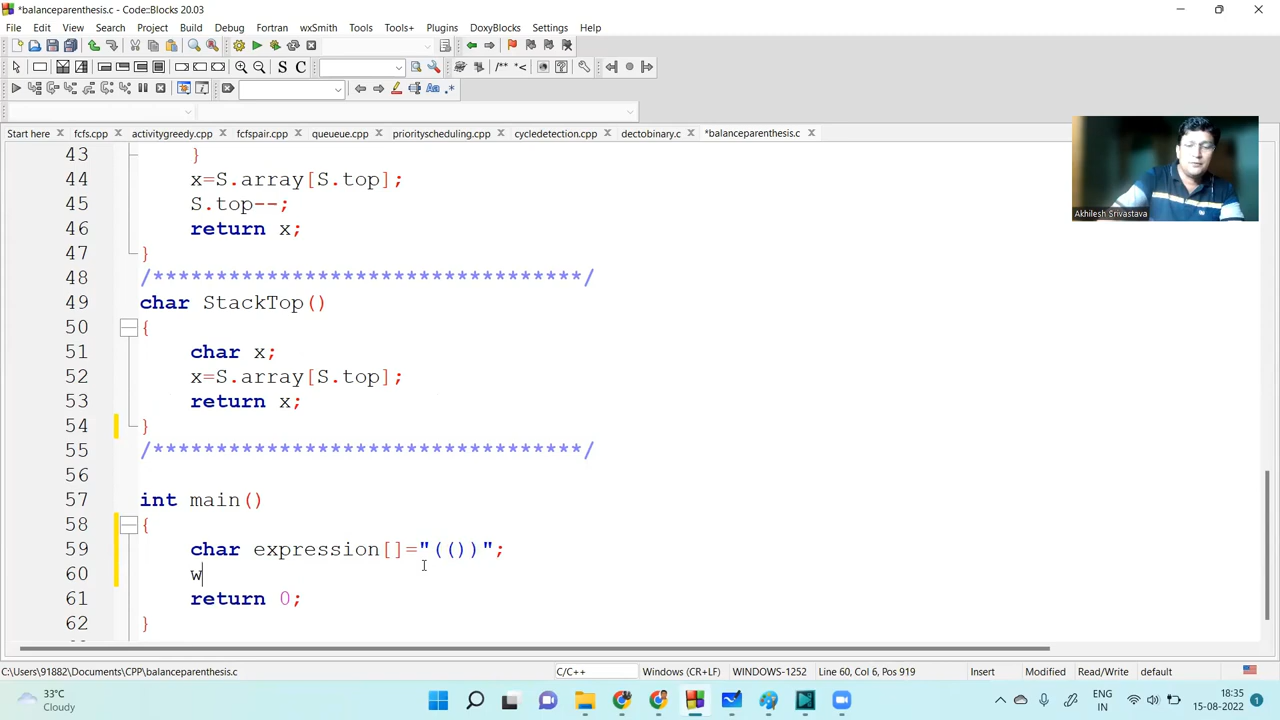 *balanceparenthesis.c - Code::Blocks 20.03
File Edit View Search Project Build Debug Fortran wxSmith Tools Tools+ Plugins DoxyBlocks Settings Help
Start here fcfs.cpp activitygreedy.cpp fcfspair.cpp queueue.cpp priorityscheduling.cpp cycledetection.cpp dectobinary.c *balanceparenthesis.c
43 }
44 x=S.array[S.top];
45 S.top--;
46 return x;
47 }
48 /**********************************/
49 char StackTop()
50 {
51 char x;
52 x=S.array[S.top];
53 return x;
54 }
55 /**********************************/
56
57 int main()
58 {
59 char expression[]="(())";
60 w
61 return 0;
62 }
Akhilesh Srivastava
C:\Users\91882\Documents\CPP\balanceparenthesis.c C/C++ Windows (CR+LF) WINDOWS-1252 Line 60, Col 6, Pos 919 Insert Modified Read/Write default
33°C
Cloudy
ENG
IN
18:35
15-08-2022
1